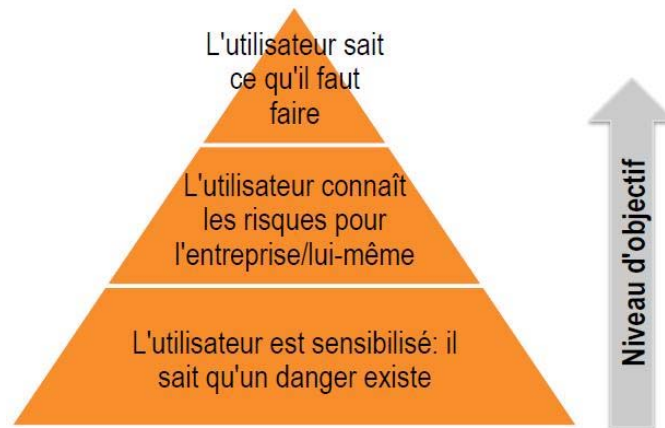 L'utilisateur sait
ce qu'il faut
faire
L'utilisateur connaît
les risques pour
l'entreprise/lui-même
L'utilisateur est sensibilisé: il
sait qu'un danger existe
Niveau d'objectif